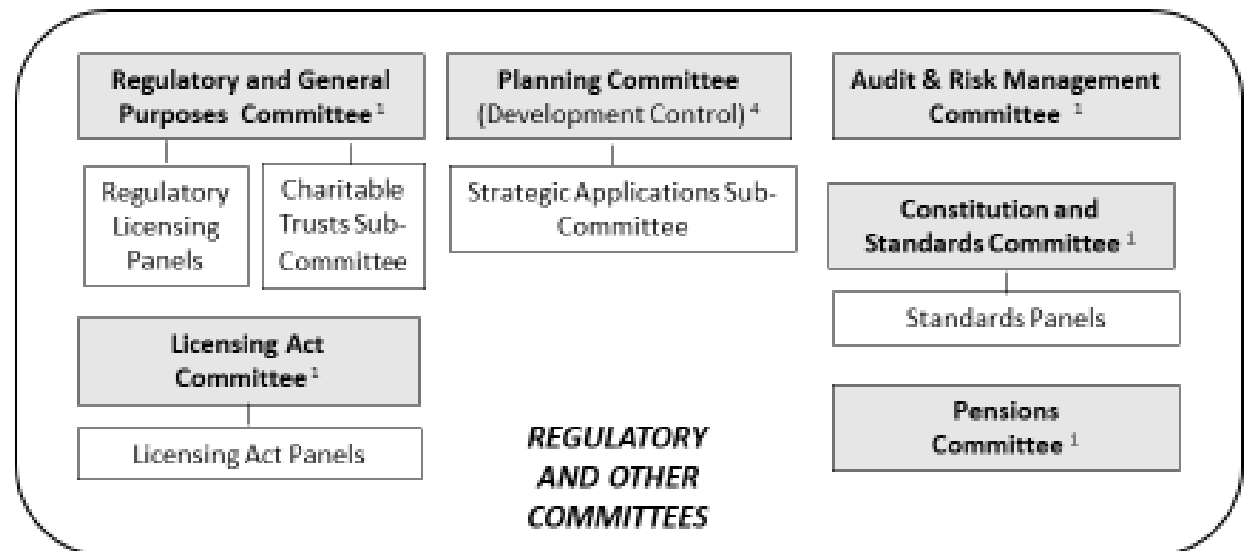 Regulatory and General
Purposes Committee ¹
Regulatory
Licensing
Panels
Charitable
Trusts Sub-
Committee
Licensing Act
Committee ¹
Licensing Act Panels
Planning Committee
(Development Control) ⁴
Strategic Applications Sub-
Committee
REGULATORY
AND OTHER
COMMITTEES
Audit & Risk Management
Committee ¹
Constitution and
Standards Committee ¹
Standards Panels
Pensions
Committee ¹